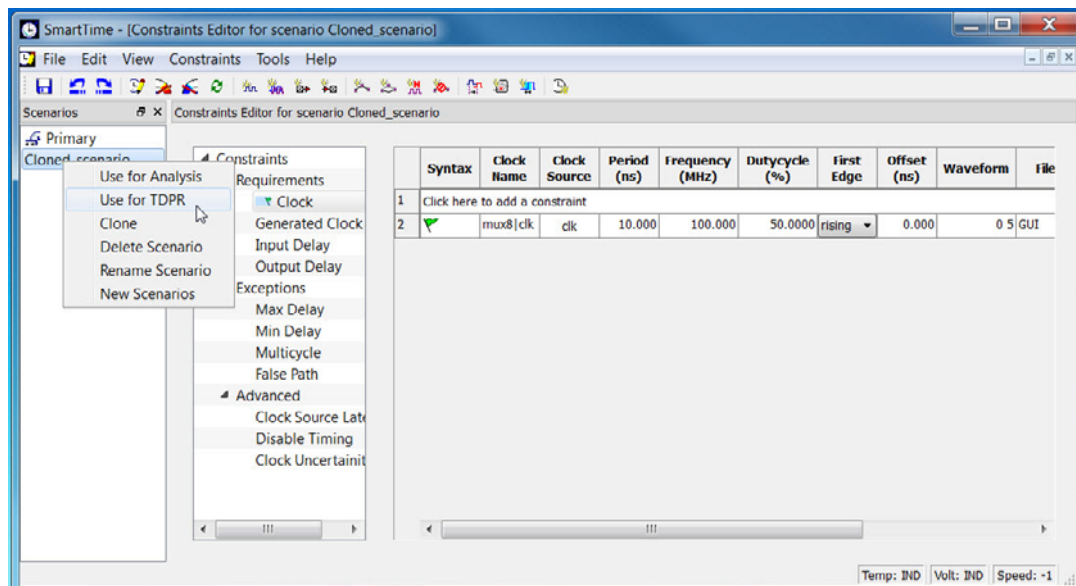 SmartTime - [Constraints Editor for scenario Cloned_scenario]
File Edit View Constraints Tools Help
Scenarios
Constraints Editor for scenario Cloned_scenario
Primary
Cloned_scenario
Use for Analysis
Use for TDPR
Clone
Delete Scenario
Rename Scenario
New Scenarios
Constraints
Requirements
Clock
Generated Clock
Input Delay
Output Delay
Exceptions
Max Delay
Min Delay
Multicycle
False Path
Advanced
Clock Source Late
Disable Timing
Clock Uncertainit
Syntax Clock Name Clock Source Period (ns) Frequency (MHz) Dutycycle (%) First Edge Offset (ns) Waveform File
1 Click here to add a constraint
2 mux8|clk clk 10.000 100.000 50.0000 rising 0.000 0 5 GUI
Temp: IND Volt: IND Speed: -1